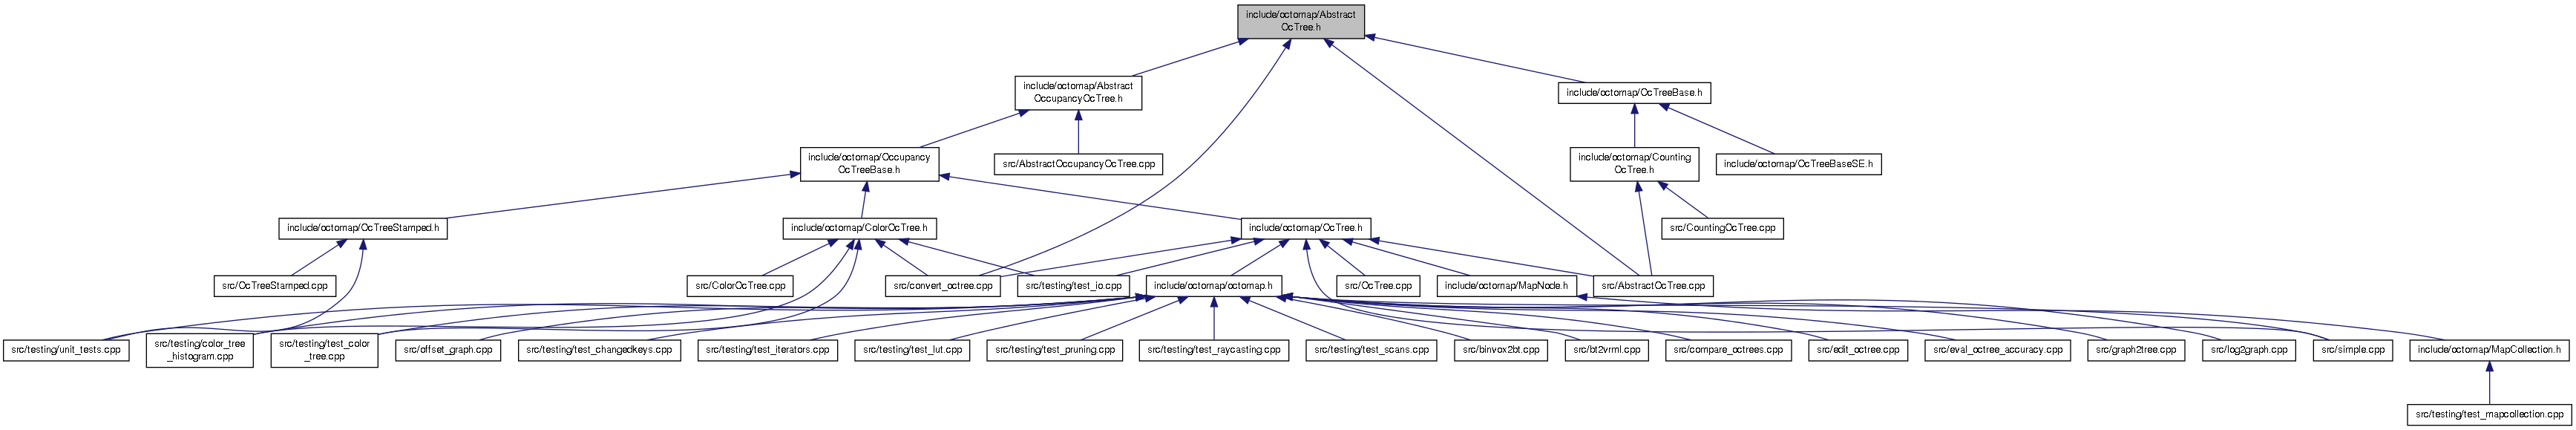 include/octomap/Abstract
OcTree.h
include/octomap/Abstract
OccupancyOcTree.h
include/octomap/OcTreeBase.h
include/octomap/Occupancy
OcTreeBase.h
src/AbstractOccupancyOcTree.cpp
include/octomap/Counting
OcTree.h
include/octomap/OcTreeBaseSE.h
include/octomap/OcTreeStamped.h
include/octomap/ColorOcTree.h
include/octomap/OcTree.h
src/CountingOcTree.cpp
src/OcTreeStamped.cpp
src/ColorOcTree.cpp
src/convert_octree.cpp
src/testing/test_io.cpp
include/octomap/octomap.h
src/OcTree.cpp
include/octomap/MapNode.h
src/AbstractOcTree.cpp
src/testing/unit_tests.cpp
src/testing/color_tree
_histogram.cpp
src/testing/test_color
_tree.cpp
src/offset_graph.cpp
src/testing/test_changedkeys.cpp
src/testing/test_iterators.cpp
src/testing/test_lut.cpp
src/testing/test_pruning.cpp
src/testing/test_raycasting.cpp
src/testing/test_scans.cpp
src/binvox2bt.cpp
src/bt2vrml.cpp
src/compare_octrees.cpp
src/edit_octree.cpp
src/eval_octree_accuracy.cpp
src/graph2tree.cpp
src/log2graph.cpp
src/simple.cpp
include/octomap/MapCollection.h
src/testing/test_mapcollection.cpp